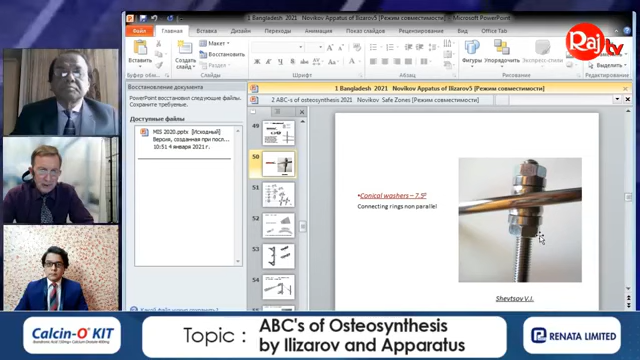 1 Bangladesh 2021 Novikov Appatus of Ilizarov5 [Режим совместимости] - Microsoft PowerPoint
Raj tv
Файл
Главная
Вставка
Дизайн
Переходы
Анимация
Показ слайдов
Рецензирование
Вид
Office Tab
Вставить
Макет
Восстановить
Раздел
Фигуры
Упорядочить
Выделить
Буфер обм...
Слайды
Шрифт
Абзац
Рисование
Редактирование
Восстановление документа
PowerPoint восстановил следующие файлы.
Сохраните требуемые.
Доступные файлы
MIS 2020.pptx [Исходный]
Версия, созданная при посл...
10:51 4 января 2021 г.
1 Bangladesh 2021 Novikov Appatus of Ilizarov5 [Режим совместимости]
2 ABC-s of osteosynthesis 2021 Novikov Safe Zones [Режим совместимости]
49
50
51
52
53
54
•Conical washers – 7.5⁰
Connecting rings non parallel
Shevtsov V.I.
Calcin-O® KIT
Topic :
ABC's of Osteosynthesis
by Ilizarov and Apparatus
RENATA LIMITED